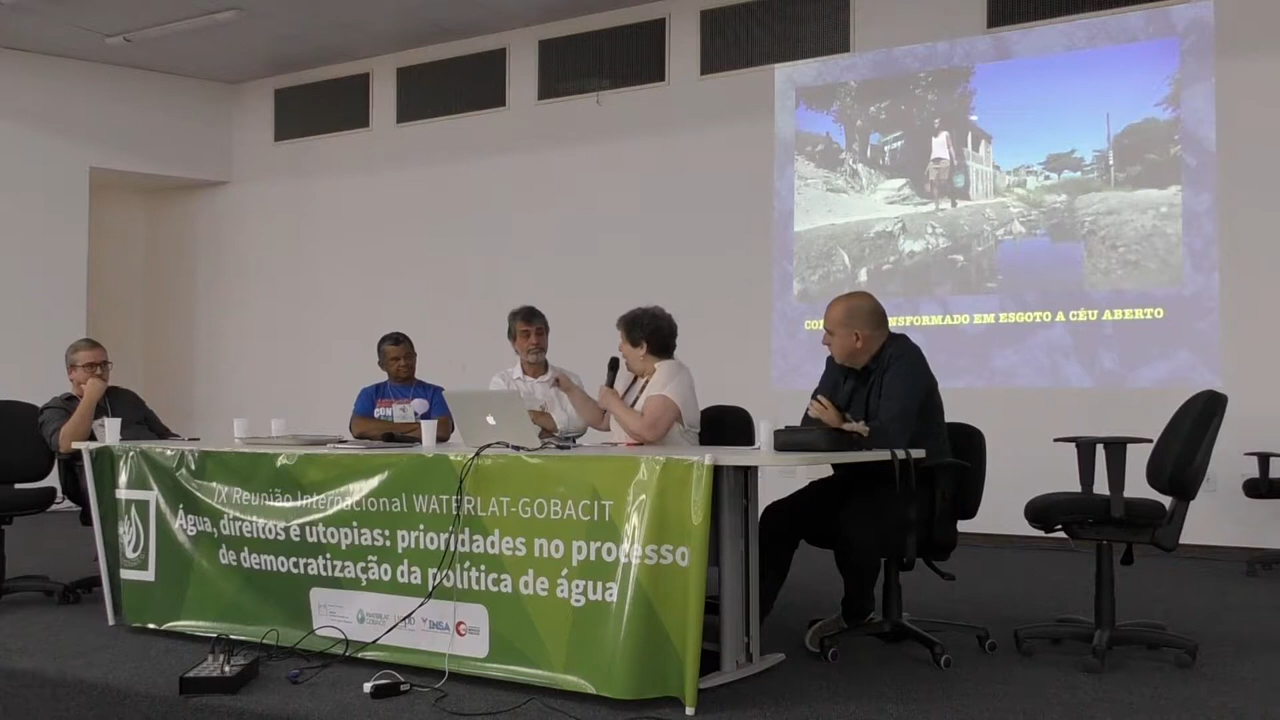 TRANSFORMADO EM ESGOTO A CÉU ABERTO
IX Reunião Internacional WATERLAT-GOBACIT
Água, direitos e utopias: prioridades no processo
de democratização da política de água
WATERLAT
GOBACIT
INSA